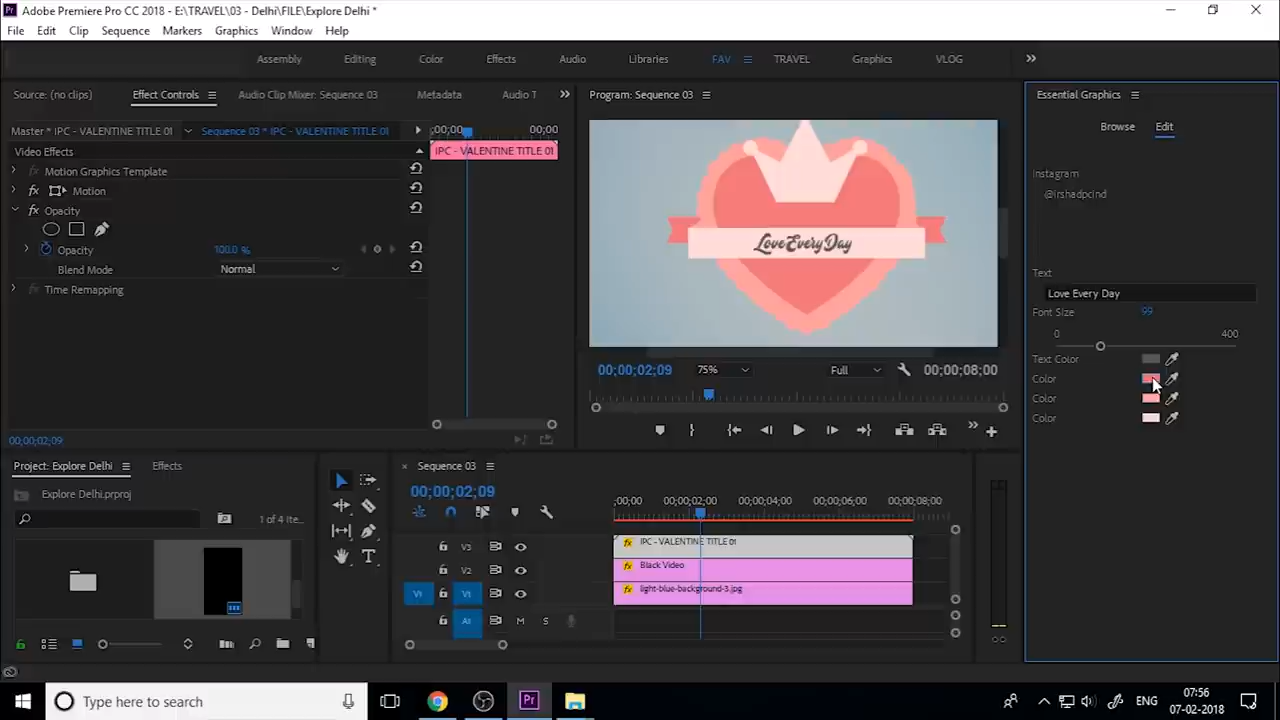 Adobe Premiere Pro CC 2018 - E:\TRAVEL\03 - Delhi\FILE\Explore Delhi *
File Edit Clip Sequence Markers Graphics Window Help
Assembly Editing Color Effects Audio Libraries FAV TRAVEL Graphics VLOG
Source: (no clips) Effect Controls Audio Clip Mixer: Sequence 03 Metadata Audio T
Program: Sequence 03
Essential Graphics
Browse Edit
Master * IPC - VALENTINE TITLE 01 Sequence 03 * IPC - VALENTINE TITLE 01
;00;00 00;00
Video Effects
IPC - VALENTINE TITLE 01
Motion Graphics Template
fx Motion
fx Opacity
Opacity 100.0 %
Blend Mode Normal
Time Remapping
00;00;02;09
Love Every Day
00;00;02;09 75% Full 00;00;08;00
Instagram
@irshadpcind
Text
Love Every Day
Font Size 99
0 400
Text Color
Color
Color
Color
Project: Explore Delhi Effects
Explore Delhi.prproj
1 of 4 Ite...
Sequence 03
00;00;02;09
;00;00 00;00;02;00 00;00;04;00 00;00;06;00 00;00;08;00
V3 fx IPC - VALENTINE TITLE 01
V2 fx Black Video
V1 V1 fx light-blue-background-3.jpg
A1 M S
Type here to search
Pr
ENG
07:56
07-02-2018